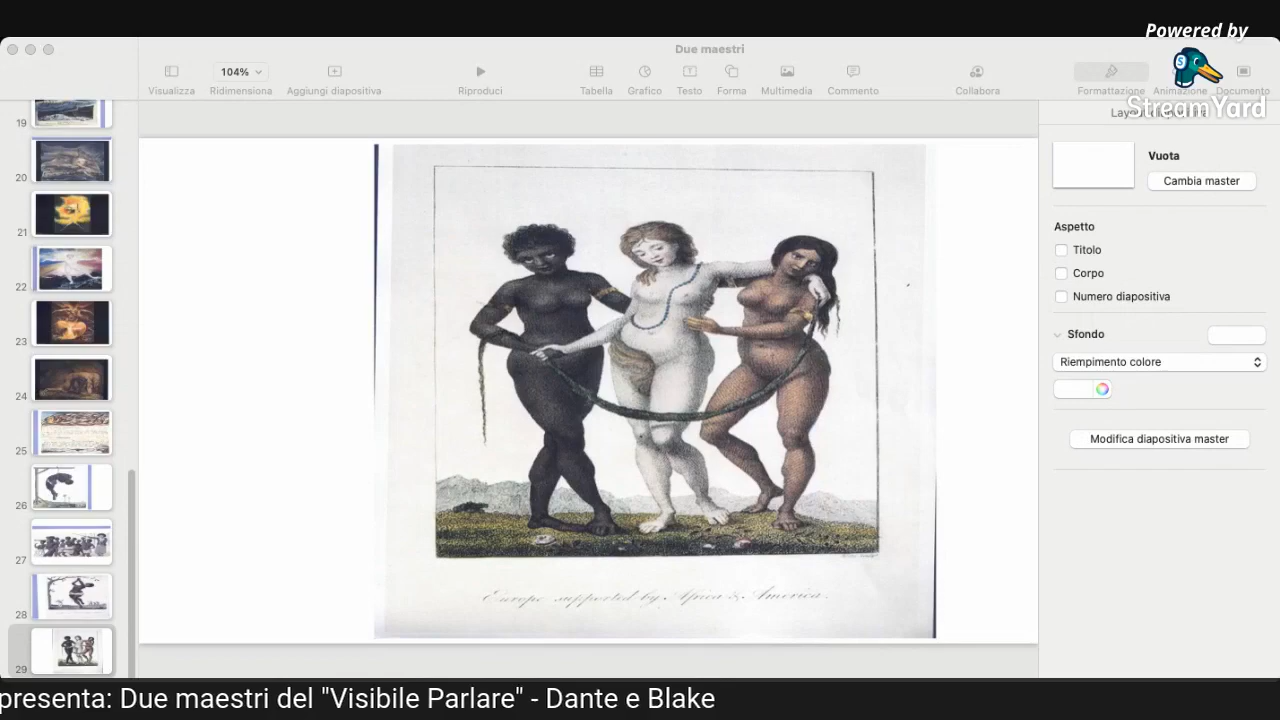 Powered by
StreamYard
Due maestri
104%
Visualizza
Ridimensiona
Aggiungi diapositiva
Riproduci
Tabella
Grafico
Testo
Forma
Multimedia
Commento
Collabora
Formattazione
Animazione
Documento
Vuota
Cambia master
Aspetto
Titolo
Corpo
Numero diapositiva
Sfondo
Riempimento colore
Modifica diapositiva master
19
20
21
22
23
24
25
26
27
28
29
Europe supported by Africa & America.
presenta: Due maestri del "Visibile Parlare" - Dante e Blake